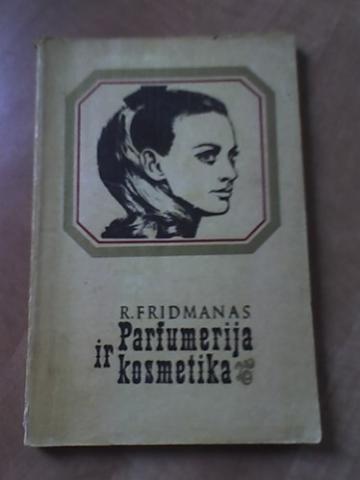 R. FRIDMANAS
Parfumerija
ir kosmetika